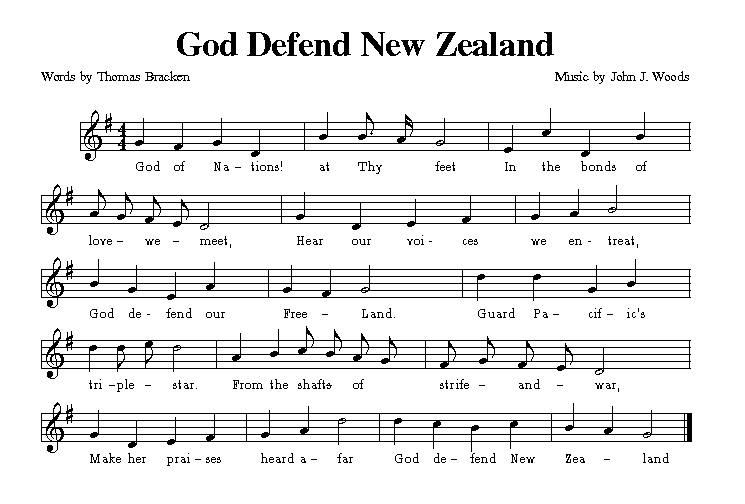 God Defend New Zealand
Words by Thomas Bracken Music by John J. Woods
4
4
God of Na – tions! at Thy feet In the bonds of
love – we – meet, Hear our voi - ces we en - treat,
God de - fend our Free – Land. Guard Pa – cif - ic's
tri – ple – star. From the shafts of strife – and – war,
Make her prai – ses heard a – far God de – fend New Zea – land